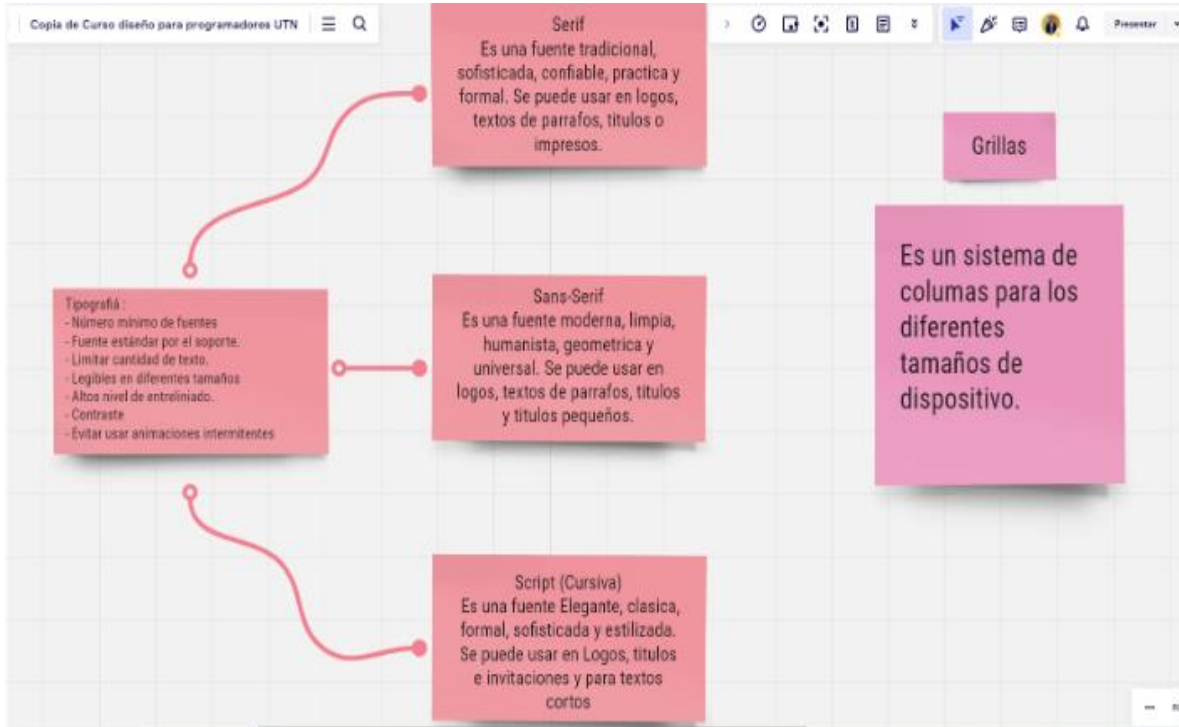 Copia de Curso diseño para programadores UTN
Presentar
Serif
Es una fuente tradicional,
sofisticada, confiable, practica y
formal. Se puede usar en logos,
textos de parrafos, titulos o
impresos.
Grillas
Es un sistema de
columas para los
diferentes
tamaños de
dispositivo.
Tipografiá :
- Número mínimo de fuentes
- Fuente estándar por el soporte.
- Limitar cantidad de texto.
- Legibles en diferentes tamaños
- Altos nivel de entreliniado.
- Contraste
- Evitar usar animaciones intermitentes
Sans-Serif
Es una fuente moderna, limpia,
humanista, geometrica y
universal. Se puede usar en
logos, textos de parrafos, titulos
y titulos pequeños.
Script (Cursiva)
Es una fuente Elegante, clasica,
formal, sofisticada y estilizada.
Se puede usar en Logos, titulos
e invitaciones y para textos
cortos